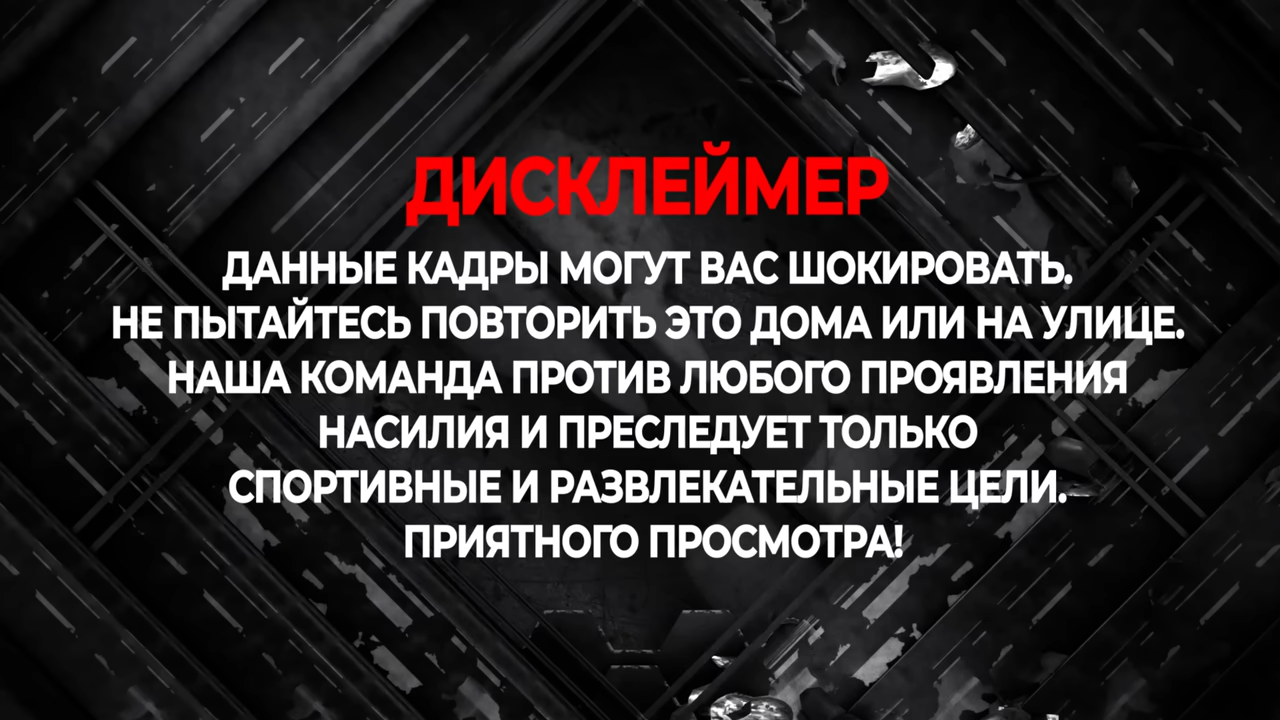 ДИСКЛЕЙМЕР
ДАННЫЕ КАДРЫ МОГУТ ВАС ШОКИРОВАТЬ.
НЕ ПЫТАЙТЕСЬ ПОВТОРИТЬ ЭТО ДОМА ИЛИ НА УЛИЦЕ.
НАША КОМАНДА ПРОТИВ ЛЮБОГО ПРОЯВЛЕНИЯ
НАСИЛИЯ И ПРЕСЛЕДУЕТ ТОЛЬКО
СПОРТИВНЫЕ И РАЗВЛЕКАТЕЛЬНЫЕ ЦЕЛИ.
ПРИЯТНОГО ПРОСМОТРА!